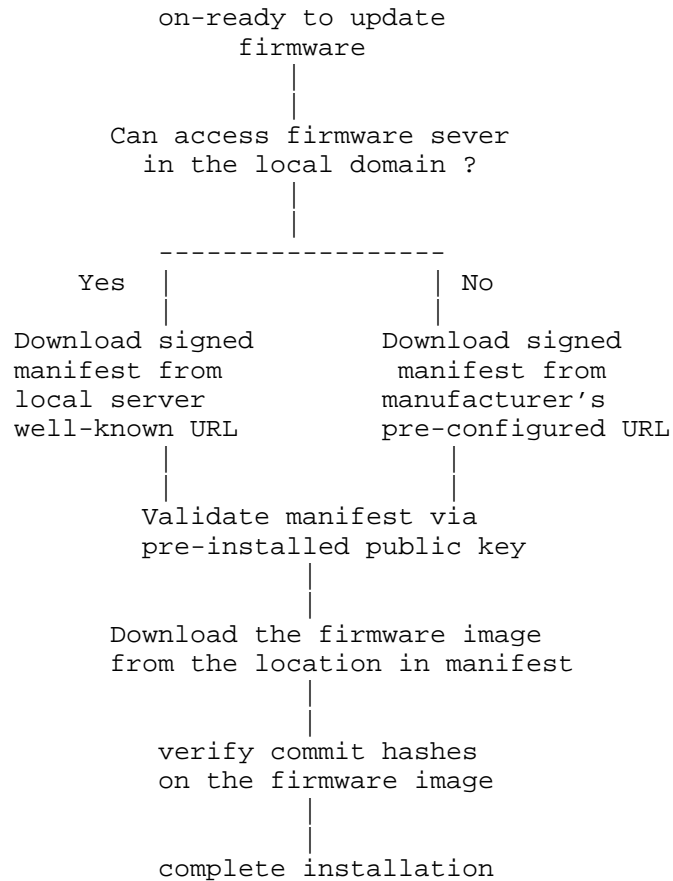 on-ready to update
firmware
Can access firmware sever
in the local domain ?
Yes
No
Download signed
manifest from
local server
well-known URL
Download signed
manifest from
manufacturer's
pre-configured URL
Validate manifest via
pre-installed public key
Download the firmware image
from the location in manifest
verify commit hashes
on the firmware image
complete installation